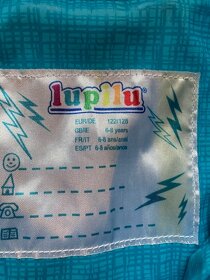 lupilu®
EUR/DE 122/128
GB/IE 6-8 years
FR/IT 6-8 ans/anni
ES/PT 6-8 años/anos